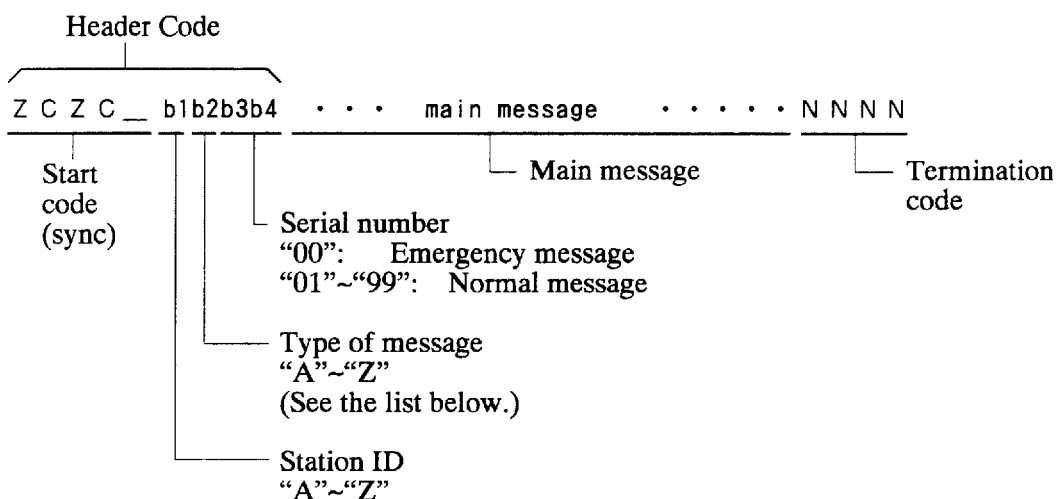 Header Code
Z C Z C _ b1b2b3b4 · · · main message · · · · · N N N N
Start
code
(sync)
Main message
Termination
code
Serial number
“00”: Emergency message
“01”~“99”: Normal message
Type of message
“A”~“Z”
(See the list below.)
Station ID
“A”~“Z”